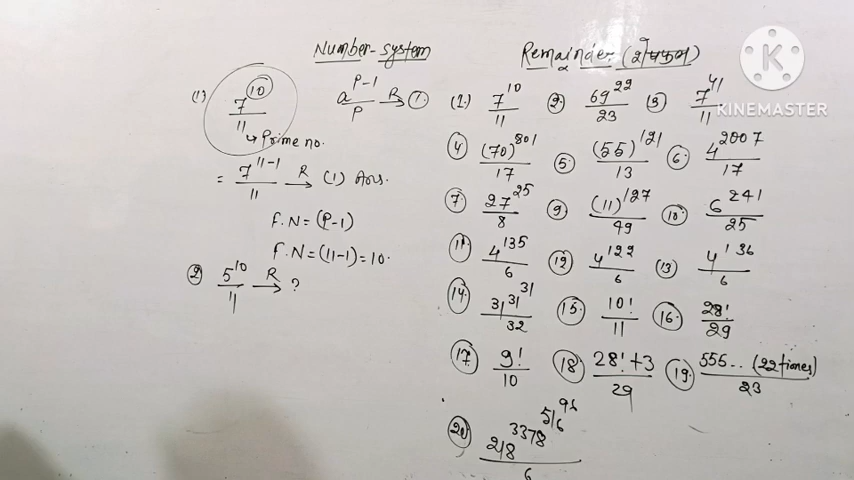 Number-system
(1) 7^10/11
a^(P-1)/P R→ ①.
↳ Prime no.
= 7^(11-1)/11 R→ (1) Ans.
F.N = (P-1)
F.N = (11-1) = 10.
② 5^10/11 R→ ?
Remainder (शेषफल)
(1.) 7^10/11 ② 69^22/23 ③ 7^41/11
④ (70)^801/17 ⑤ (55)^121/13 ⑥ 4^2007/17
⑦ 27^25/8 ⑨ (11)^127/49 ⑩ 6^241/25
⑪ 4^135/6 ⑫ 4^122/6 ⑬ 4^136/6
⑭ 31^31^31/32 ⑮ 10!/11 ⑯ 28!/29
⑰ 9!/10 ⑱ 28!+3/29 ⑲ 555... (22 times)/23
⑳ 218^3378^516^96/6
KINEMASTER